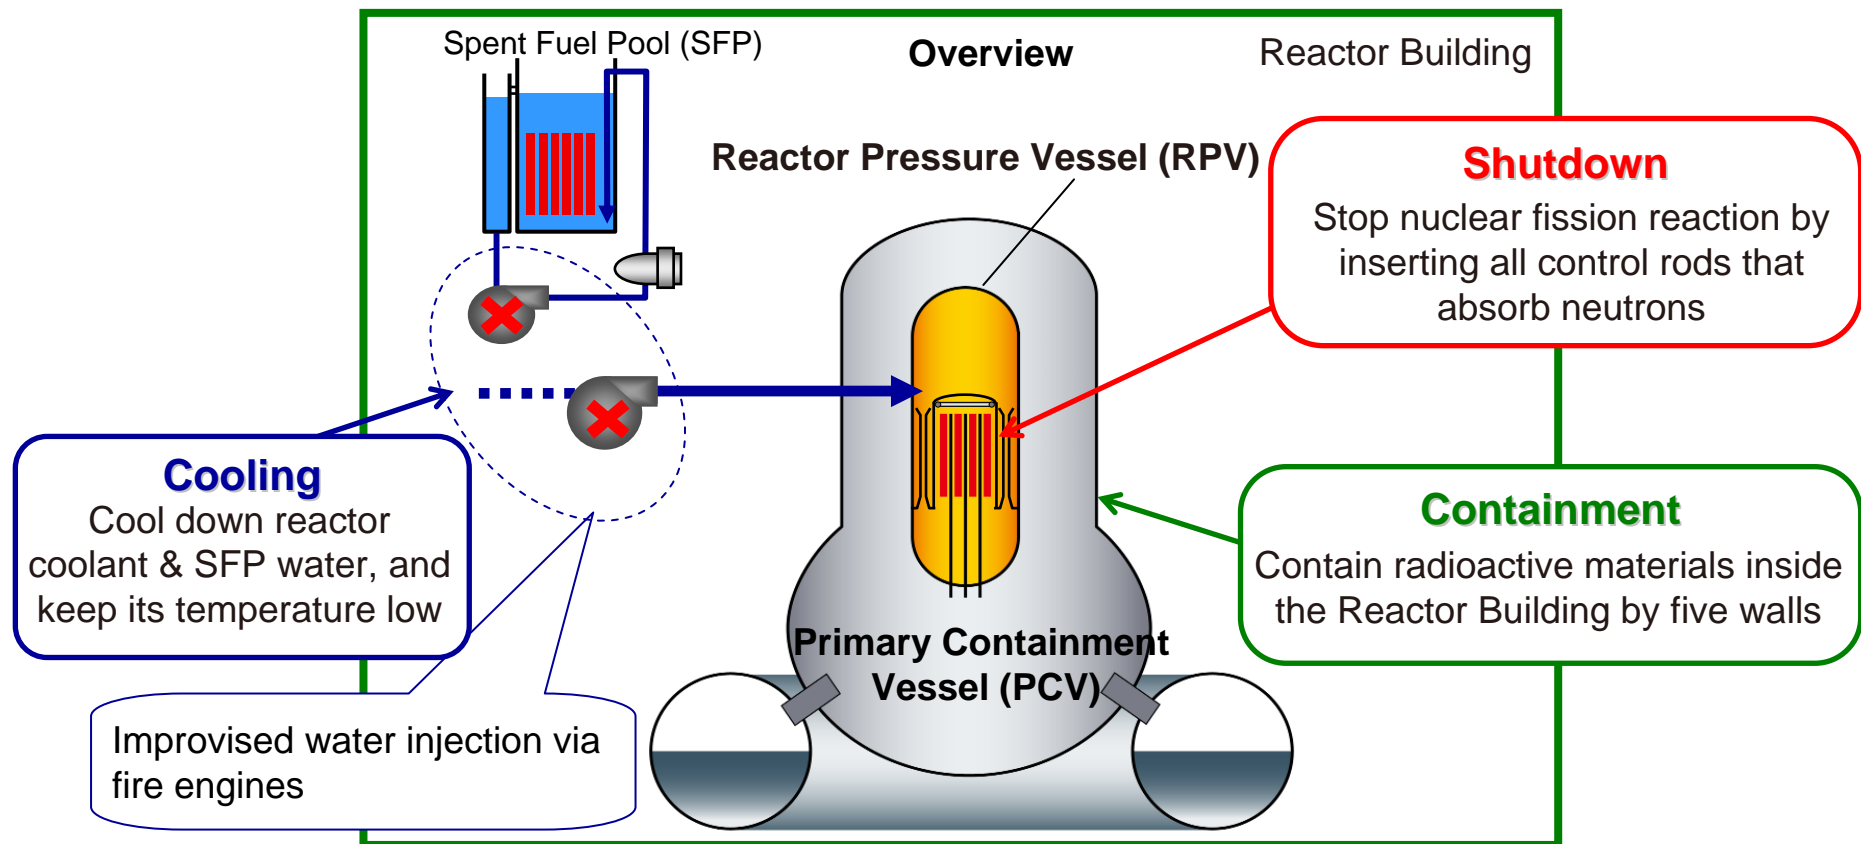 Spent Fuel Pool (SFP)
Overview
Reactor Building
Reactor Pressure Vessel (RPV)
Shutdown
Stop nuclear fission reaction by
inserting all control rods that
absorb neutrons
Cooling
Cool down reactor
coolant & SFP water, and
keep its temperature low
Containment
Contain radioactive materials inside
the Reactor Building by five walls
Primary Containment
Vessel (PCV)
Improvised water injection via
fire engines